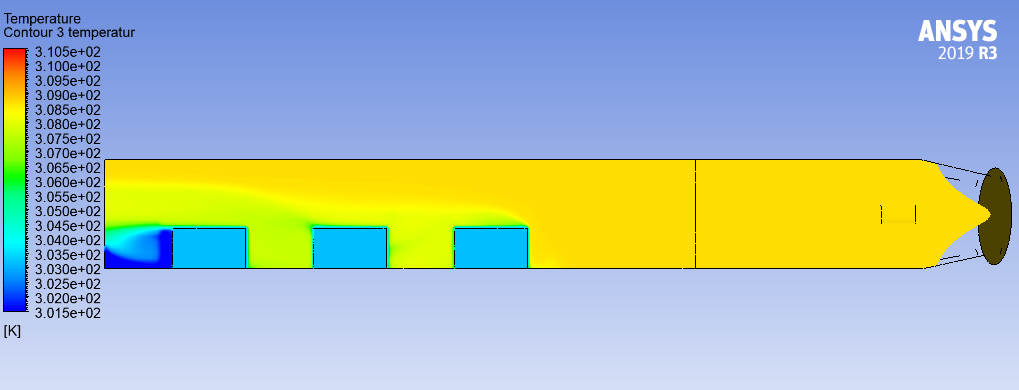 Temperature
Contour 3 temperatur
ANSYS
2019 R3
3.105e+02
3.100e+02
3.095e+02
3.090e+02
3.085e+02
3.080e+02
3.075e+02
3.070e+02
3.065e+02
3.060e+02
3.055e+02
3.050e+02
3.045e+02
3.040e+02
3.035e+02
3.030e+02
3.025e+02
3.020e+02
3.015e+02
[K]